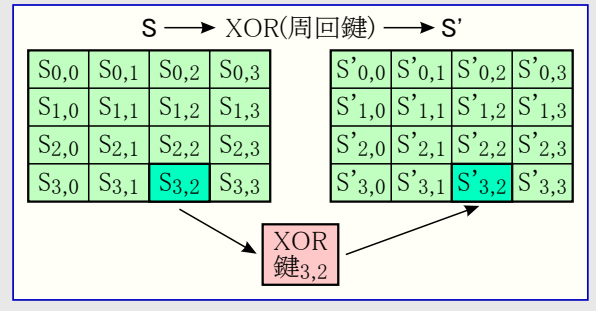 S → XOR(周回鍵) → S’
S0,0 S0,1 S0,2 S0,3 S’0,0 S’0,1 S’0,2 S’0,3
S1,0 S1,1 S1,2 S1,3 S’1,0 S’1,1 S’1,2 S’1,3
S2,0 S2,1 S2,2 S2,3 S’2,0 S’2,1 S’2,2 S’2,3
S3,0 S3,1 S3,2 S3,3 S’3,0 S’3,1 S’3,2 S’3,3
XOR
鍵3,2